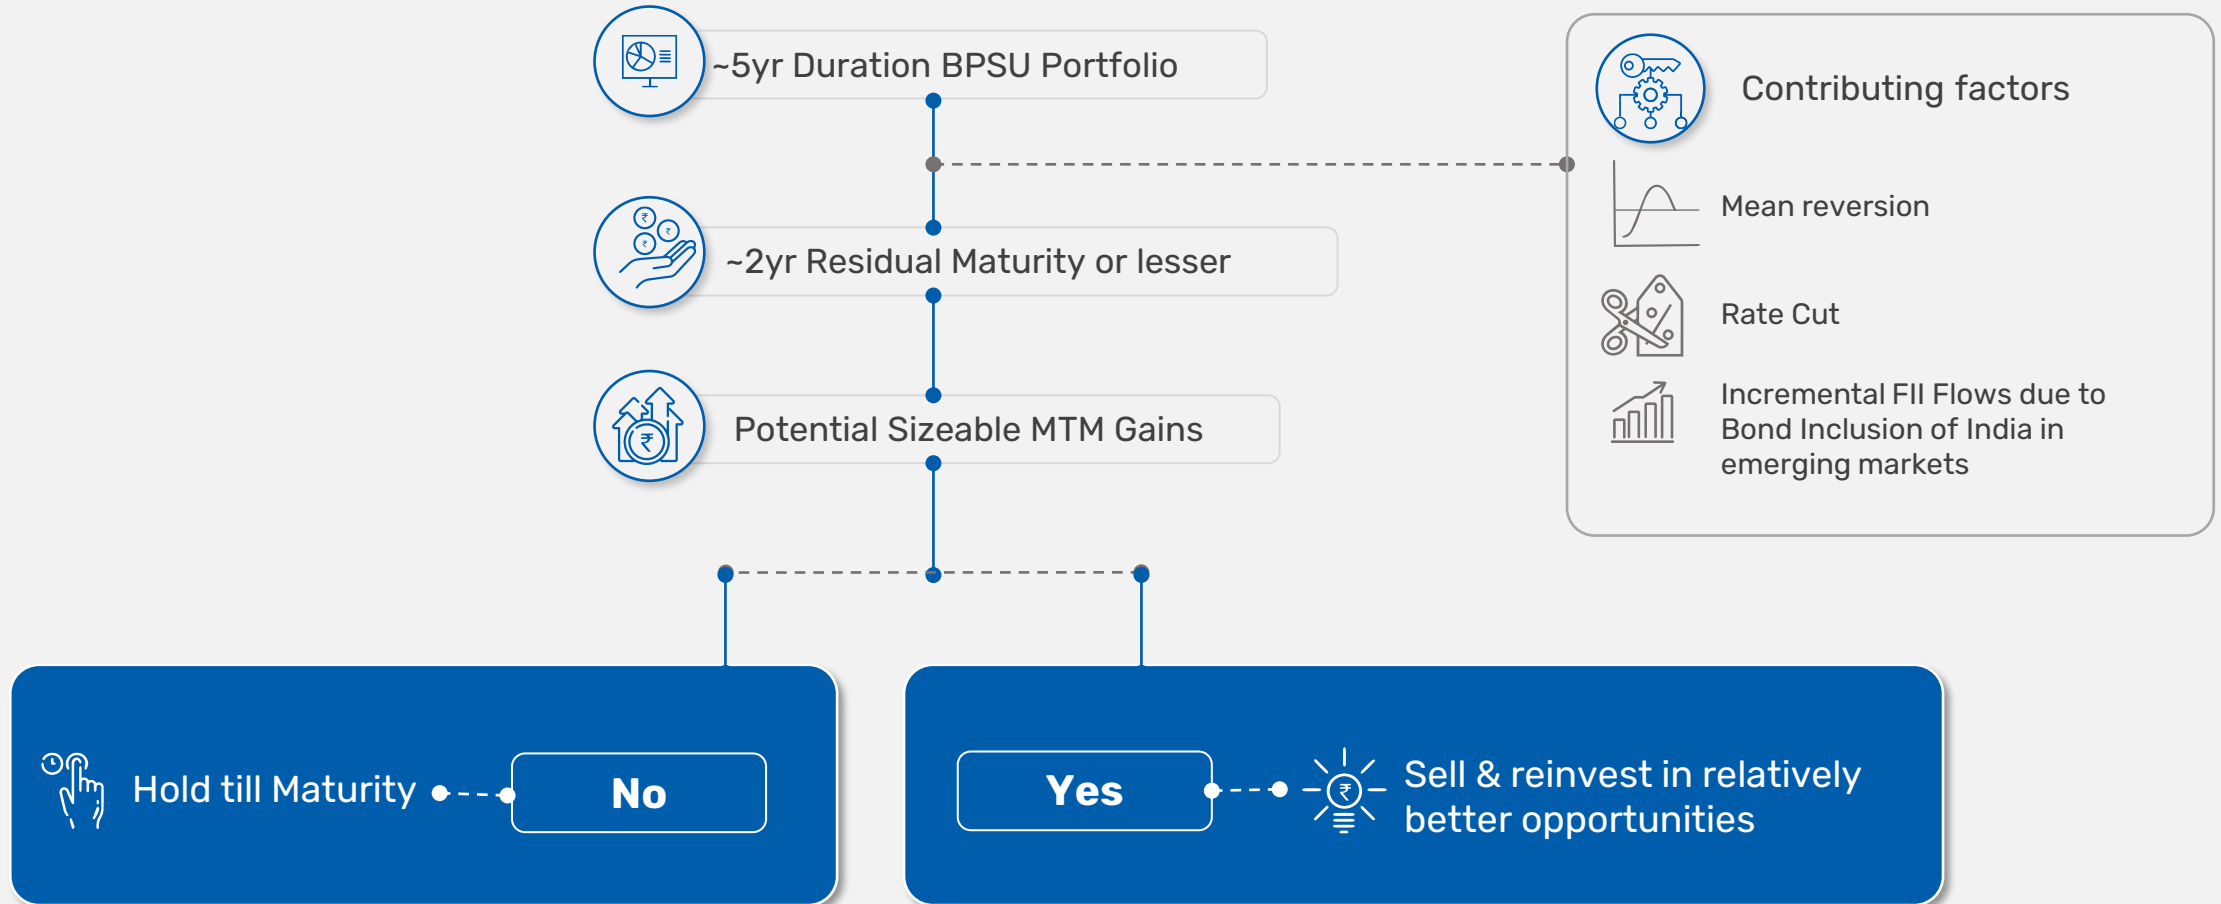 ~5yr Duration BPSU Portfolio
~2yr Residual Maturity or lesser
Potential Sizeable MTM Gains
Contributing factors
Mean reversion
Rate Cut
Incremental FII Flows due to
Bond Inclusion of India in
emerging markets
Hold till Maturity
No
Yes
Sell & reinvest in relatively
better opportunities